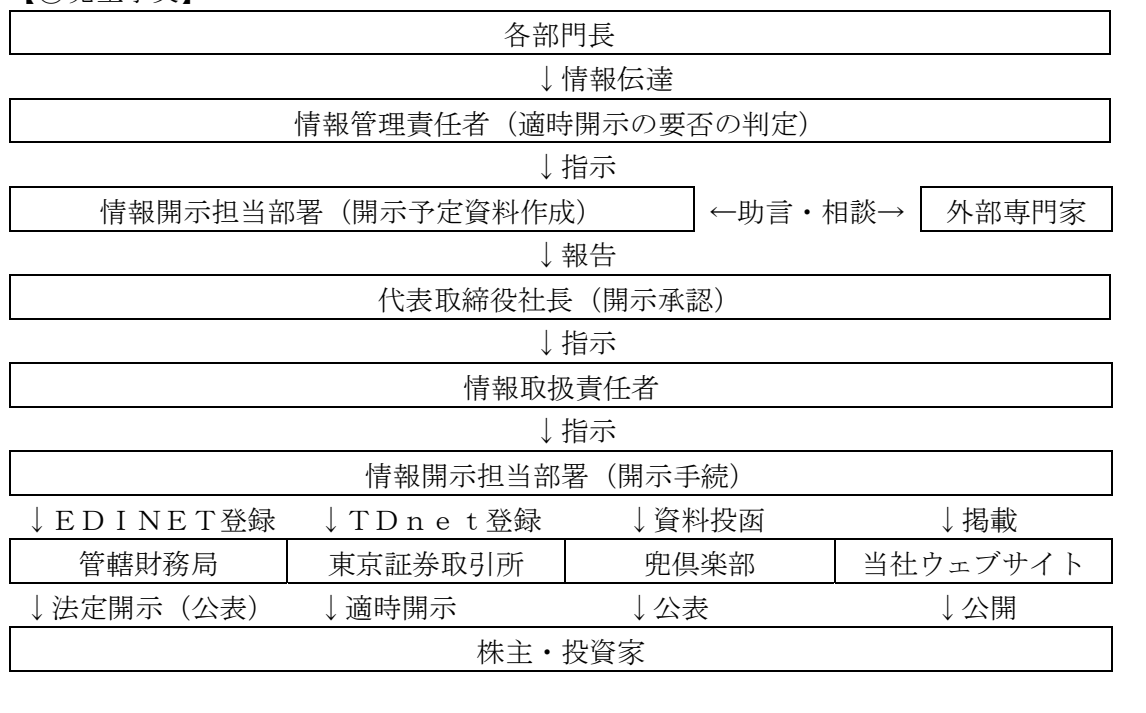 各部門長
↓情報伝達
情報管理責任者（適時開示の要否の判定）
↓指示
情報開示担当部署（開示予定資料作成） ←助言・相談→ 外部専門家
↓報告
代表取締役社長（開示承認）
↓指示
情報取扱責任者
↓指示
情報開示担当部署（開示手続）
↓ＥＤＩＮＥＴ登録 ↓ＴＤｎｅｔ登録 ↓資料投函 ↓掲載
管轄財務局 東京証券取引所 兜倶楽部 当社ウェブサイト
↓法定開示（公表） ↓適時開示 ↓公表 ↓公開
株主・投資家